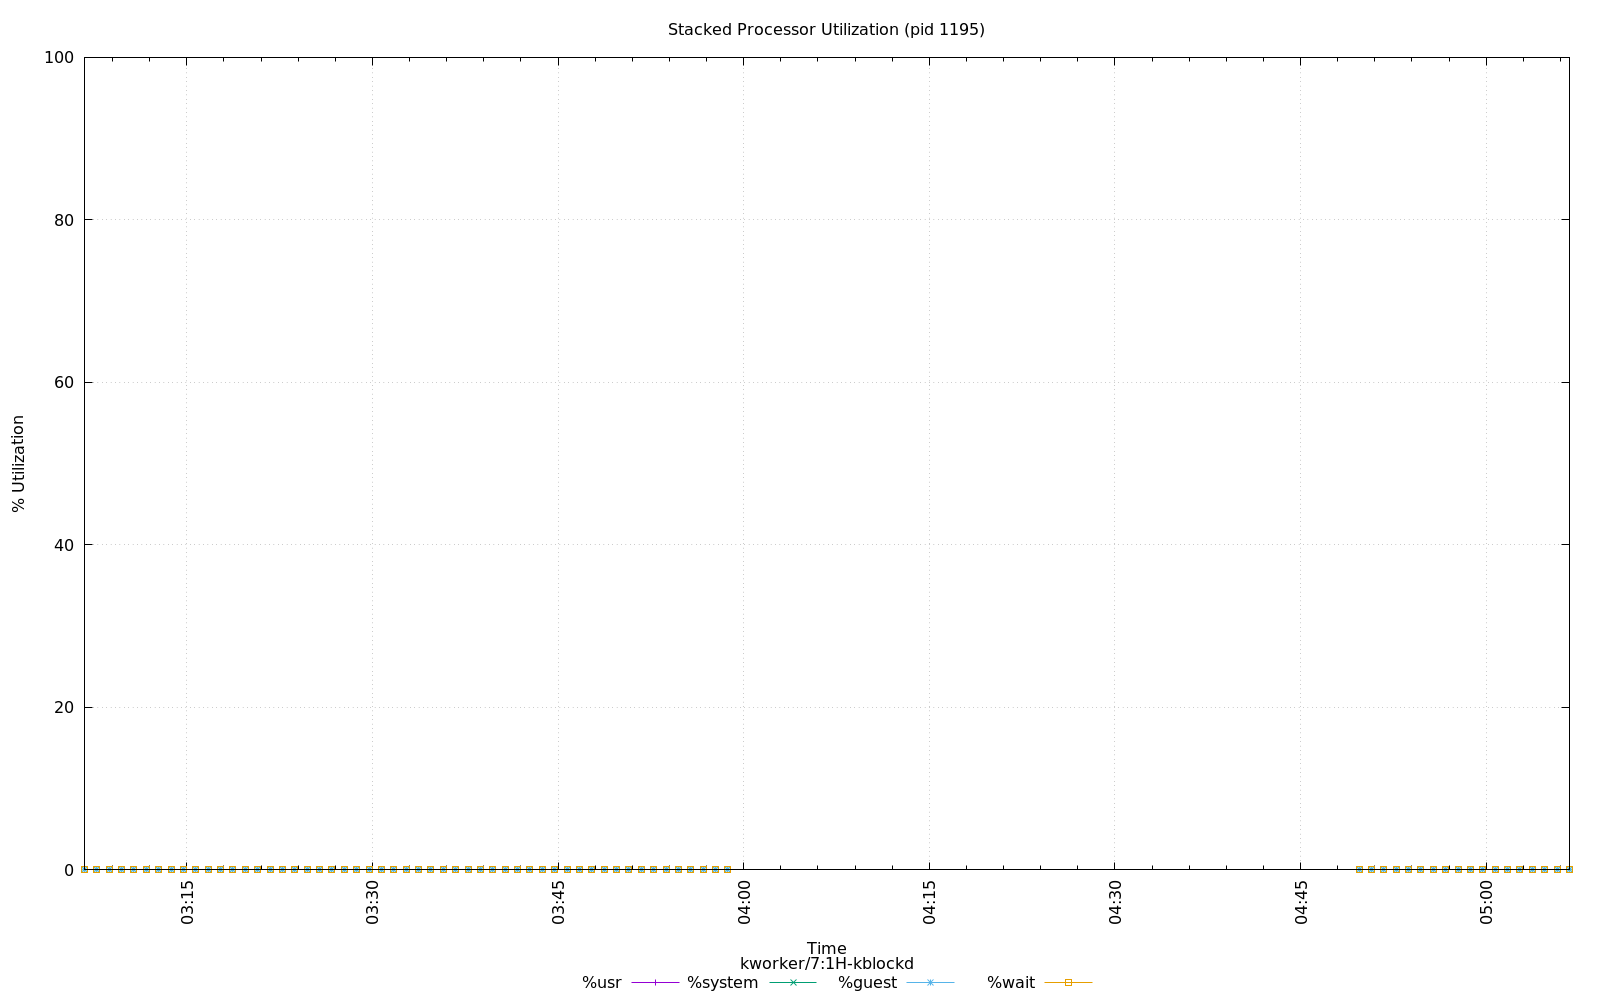 Stacked Processor Utilization (pid 1195)
100
80
60
40
20
0
% Utilization
03:15
03:30
03:45
04:00
04:15
04:30
04:45
05:00
Time
kworker/7:1H-kblockd
%usr %system %guest %wait